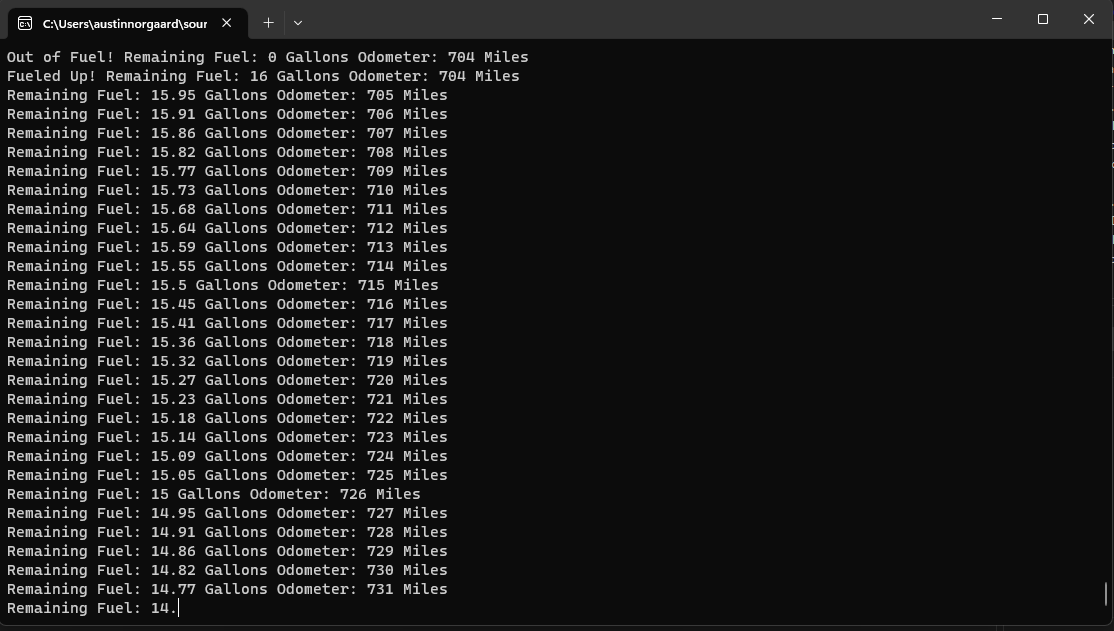 C:\Users\austinnorgaard\sour
Out of Fuel! Remaining Fuel: 0 Gallons Odometer: 704 Miles
Fueled Up! Remaining Fuel: 16 Gallons Odometer: 704 Miles
Remaining Fuel: 15.95 Gallons Odometer: 705 Miles
Remaining Fuel: 15.91 Gallons Odometer: 706 Miles
Remaining Fuel: 15.86 Gallons Odometer: 707 Miles
Remaining Fuel: 15.82 Gallons Odometer: 708 Miles
Remaining Fuel: 15.77 Gallons Odometer: 709 Miles
Remaining Fuel: 15.73 Gallons Odometer: 710 Miles
Remaining Fuel: 15.68 Gallons Odometer: 711 Miles
Remaining Fuel: 15.64 Gallons Odometer: 712 Miles
Remaining Fuel: 15.59 Gallons Odometer: 713 Miles
Remaining Fuel: 15.55 Gallons Odometer: 714 Miles
Remaining Fuel: 15.5 Gallons Odometer: 715 Miles
Remaining Fuel: 15.45 Gallons Odometer: 716 Miles
Remaining Fuel: 15.41 Gallons Odometer: 717 Miles
Remaining Fuel: 15.36 Gallons Odometer: 718 Miles
Remaining Fuel: 15.32 Gallons Odometer: 719 Miles
Remaining Fuel: 15.27 Gallons Odometer: 720 Miles
Remaining Fuel: 15.23 Gallons Odometer: 721 Miles
Remaining Fuel: 15.18 Gallons Odometer: 722 Miles
Remaining Fuel: 15.14 Gallons Odometer: 723 Miles
Remaining Fuel: 15.09 Gallons Odometer: 724 Miles
Remaining Fuel: 15.05 Gallons Odometer: 725 Miles
Remaining Fuel: 15 Gallons Odometer: 726 Miles
Remaining Fuel: 14.95 Gallons Odometer: 727 Miles
Remaining Fuel: 14.91 Gallons Odometer: 728 Miles
Remaining Fuel: 14.86 Gallons Odometer: 729 Miles
Remaining Fuel: 14.82 Gallons Odometer: 730 Miles
Remaining Fuel: 14.77 Gallons Odometer: 731 Miles
Remaining Fuel: 14.